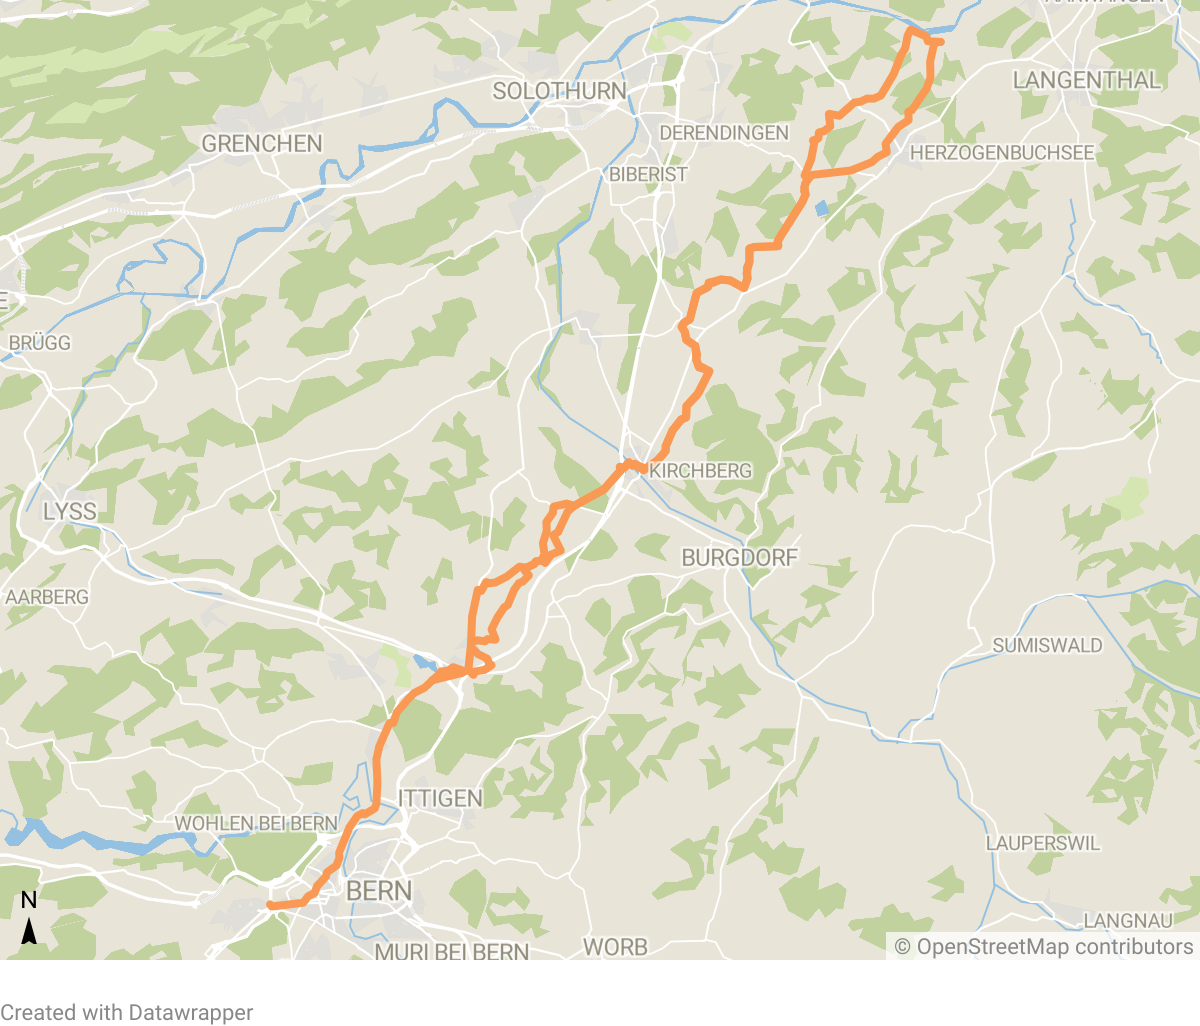 LANGENTHAL
SOLOTHURN
DERENDINGEN
GRENCHEN
HERZOGENBUCHSEE
BIBERIST
E
BRÜGG
KIRCHBERG
LYSS
BURGDORF
AARBERG
SUMISWALD
ITTIGEN
WOHLEN BEI BERN
LAUPERSWIL
BERN
N
LANGNAU
MURI BEI BERN
WORB
© OpenStreetMap contributors
Created with Datawrapper